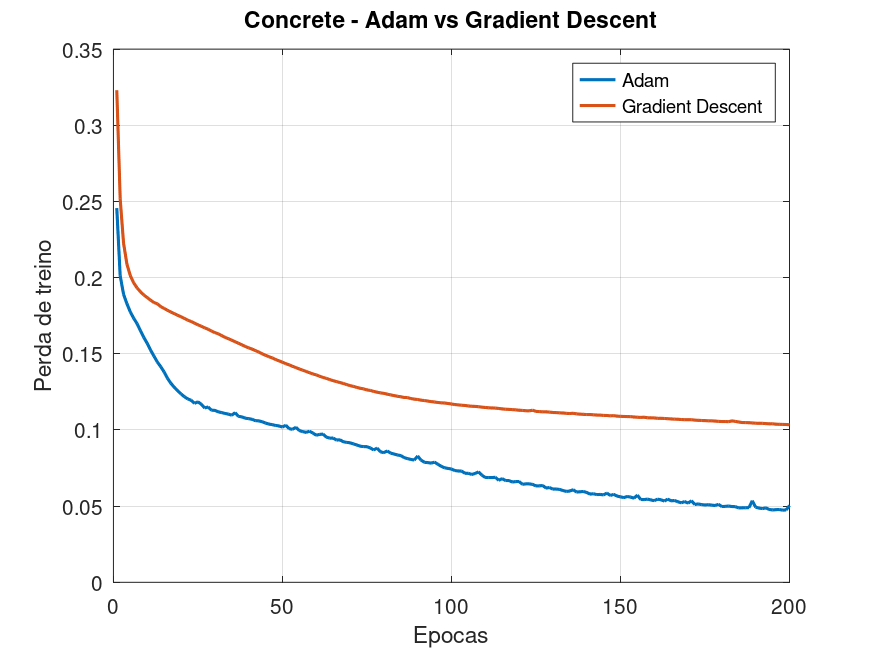 Concrete - Adam vs Gradient Descent
0.35
0.3
0.25
0.2
0.15
0.1
0.05
0
Perda de treino
Adam
Gradient Descent
0
50
100
150
200
Epocas